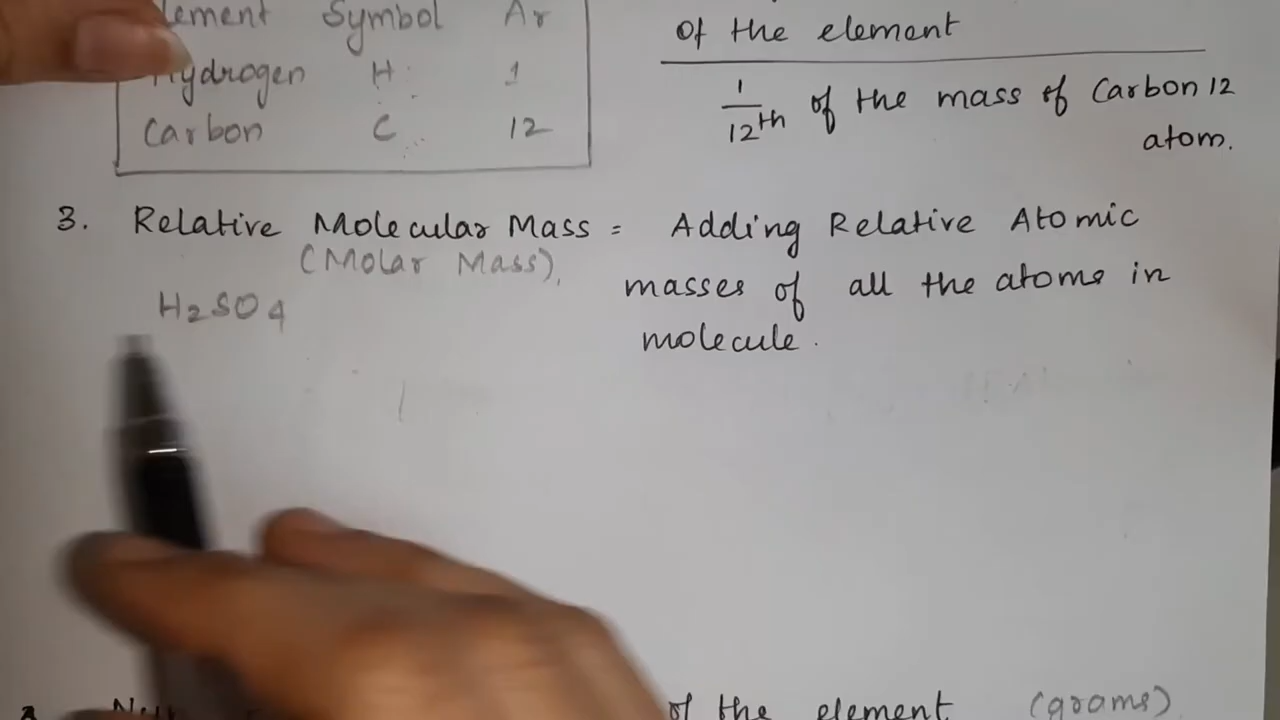 Element Symbol Ar
Hydrogen H 1
Carbon C 12
Of the element
1/12th of the mass of Carbon 12
atom.
3. Relative Molecular Mass = Adding Relative Atomic
(Molar Mass). masses of all the atoms in
H2SO4 molecule.
of the element (grams)